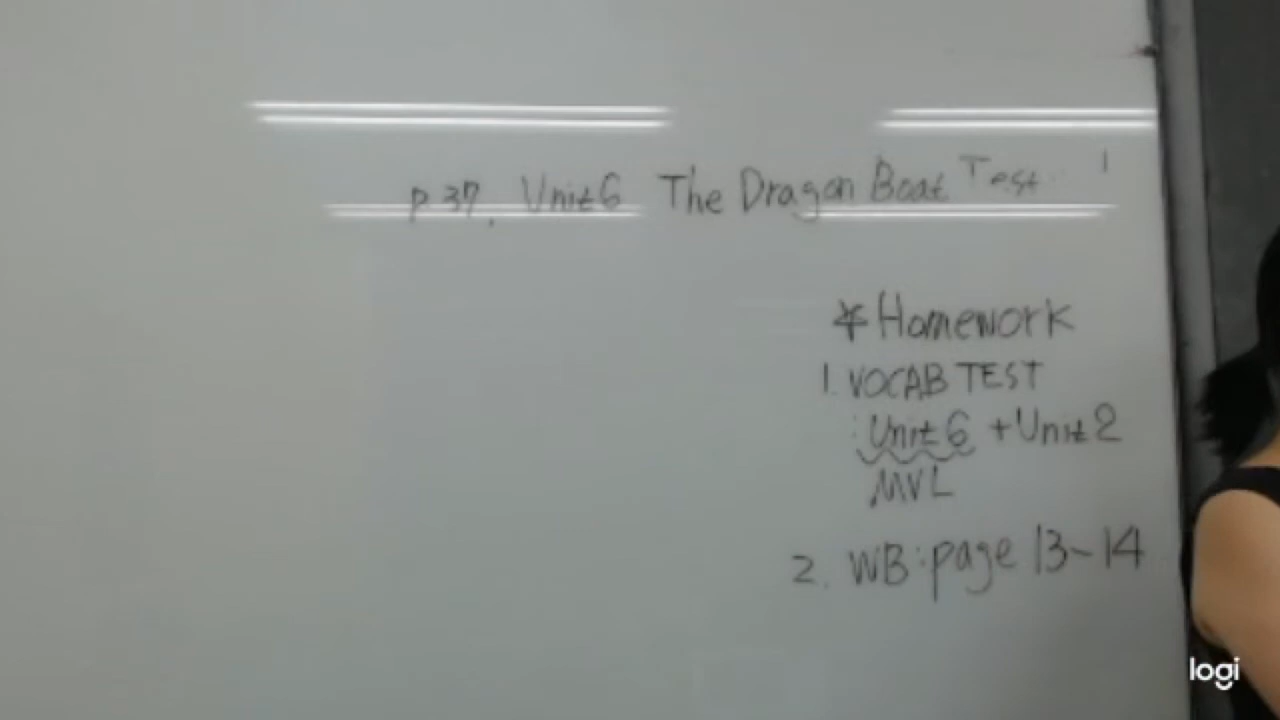 p 37. Unit 6 The Dragon Boat Test 1
* Homework
1. VOCAB TEST
: Unit 6 + Unit 2
MVL
2. WB: page 13~14
logi